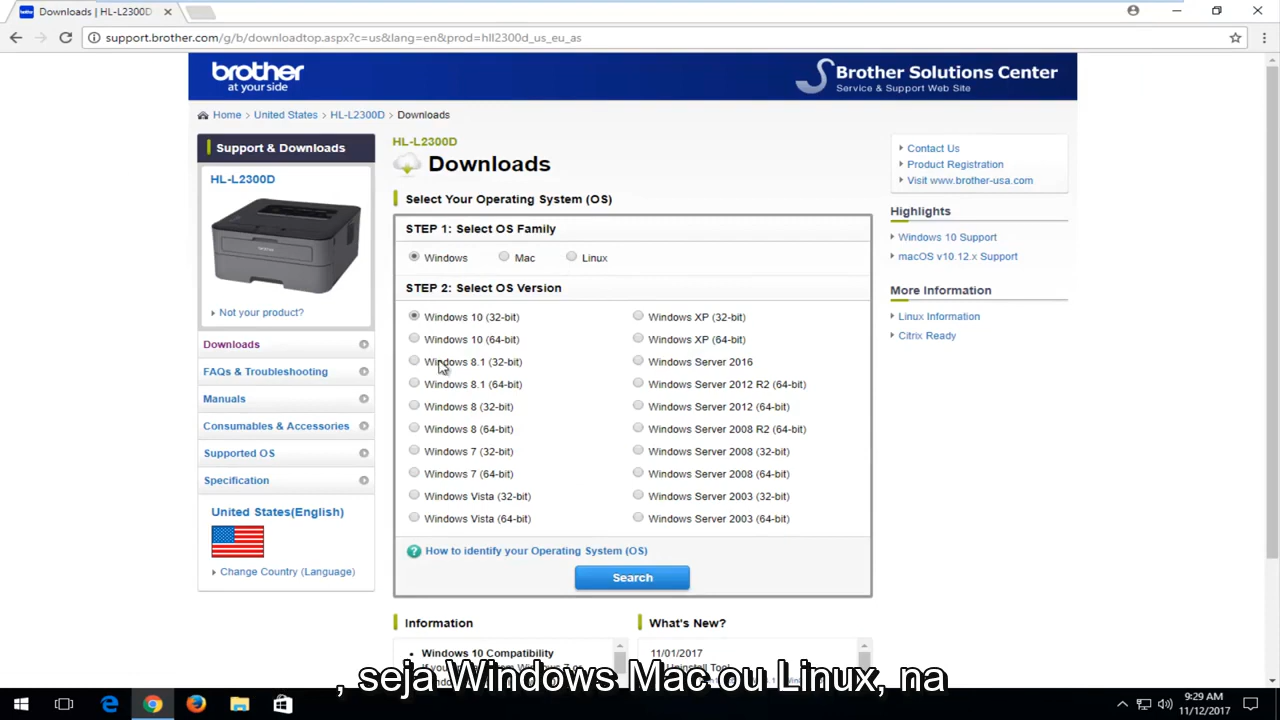 Downloads | HL-L2300D
support.brother.com/g/b/downloadtop.aspx?c=us&lang=en&prod=hll2300d_us_eu_as
brother
at your side
Brother Solutions Center
Service & Support Web Site
Home > United States > HL-L2300D > Downloads
Support & Downloads
HL-L2300D
Not your product?
Downloads
FAQs & Troubleshooting
Manuals
Consumables & Accessories
Supported OS
Specification
United States(English)
Change Country (Language)
HL-L2300D
Downloads
Select Your Operating System (OS)
STEP 1: Select OS Family
Windows Mac Linux
STEP 2: Select OS Version
Windows 10 (32-bit)
Windows 10 (64-bit)
Windows 8.1 (32-bit)
Windows 8.1 (64-bit)
Windows 8 (32-bit)
Windows 8 (64-bit)
Windows 7 (32-bit)
Windows 7 (64-bit)
Windows Vista (32-bit)
Windows Vista (64-bit)
Windows XP (32-bit)
Windows XP (64-bit)
Windows Server 2016
Windows Server 2012 R2 (64-bit)
Windows Server 2012 (64-bit)
Windows Server 2008 R2 (64-bit)
Windows Server 2008 (32-bit)
Windows Server 2008 (64-bit)
Windows Server 2003 (32-bit)
Windows Server 2003 (64-bit)
? How to identify your Operating System (OS)
Search
Information
Windows 10 Compatibility
What's New?
11/01/2017
Contact Us
Product Registration
Visit www.brother-usa.com
Highlights
Windows 10 Support
macOS v10.12.x Support
More Information
Linux Information
Citrix Ready
, seja Windows Mac ou Linux, na
9:29 AM
11/12/2017